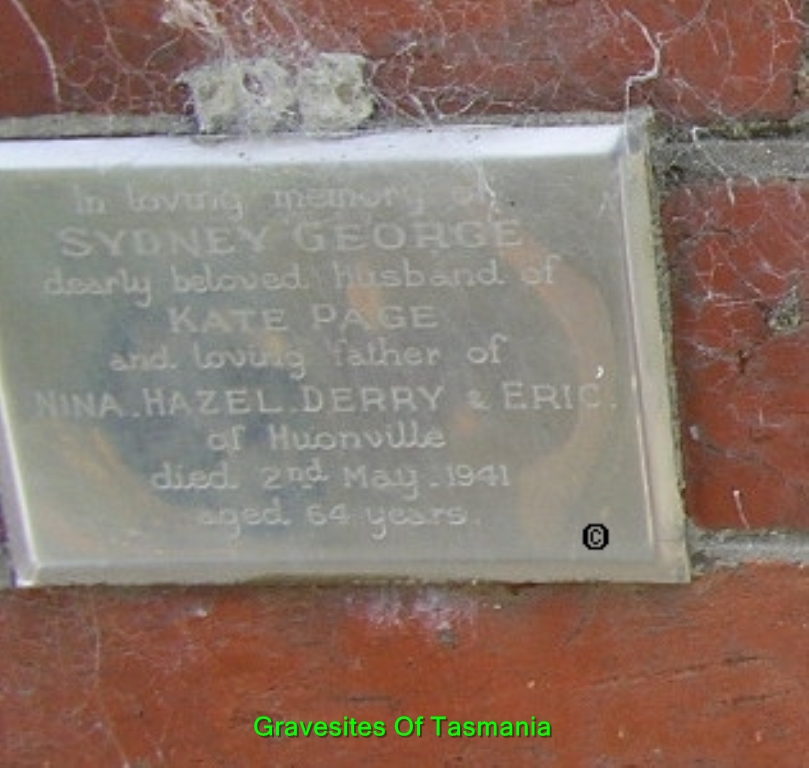 In loving memory of
SYDNEY GEORGE
dearly beloved husband of
KATE PAGE
and loving father of
NINA. HAZEL. DERRY & ERIC.
of Huonville
died 2nd May. 1941
aged 64 years.
©
Gravesites Of Tasmania